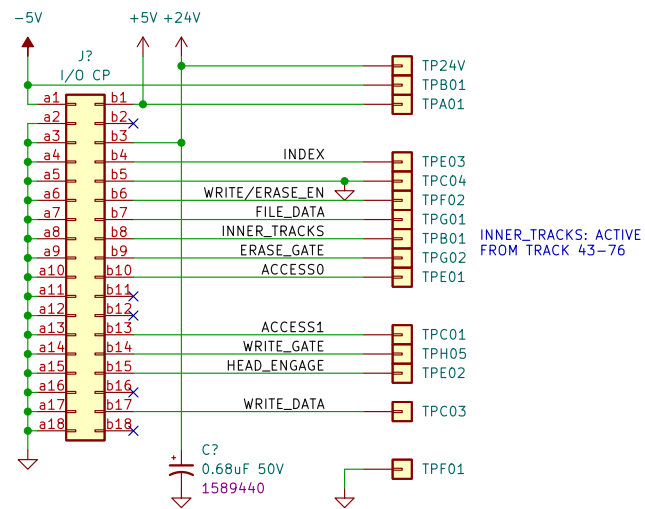 -5V
+5V
+24V
J?
I/O CP
TP24V
TPB01
TPA01
a1 b1
a2 b2
a3 b3
a4 b4 INDEX TPE03
a5 b5 TPC04
a6 b6 WRITE/ERASE_EN TPF02
a7 b7 FILE_DATA TPG01
a8 b8 INNER_TRACKS TPB01
INNER_TRACKS: ACTIVE
FROM TRACK 43-76
a9 b9 ERASE_GATE TPG02
a10 b10 ACCESS0 TPE01
a11 b11
a12 b12
a13 b13 ACCESS1 TPC01
a14 b14 WRITE_GATE TPH05
a15 b15 HEAD_ENGAGE TPE02
a16 b16
a17 b17 WRITE_DATA TPC03
a18 b18
C?
0.68uF 50V
1589440
TPF01